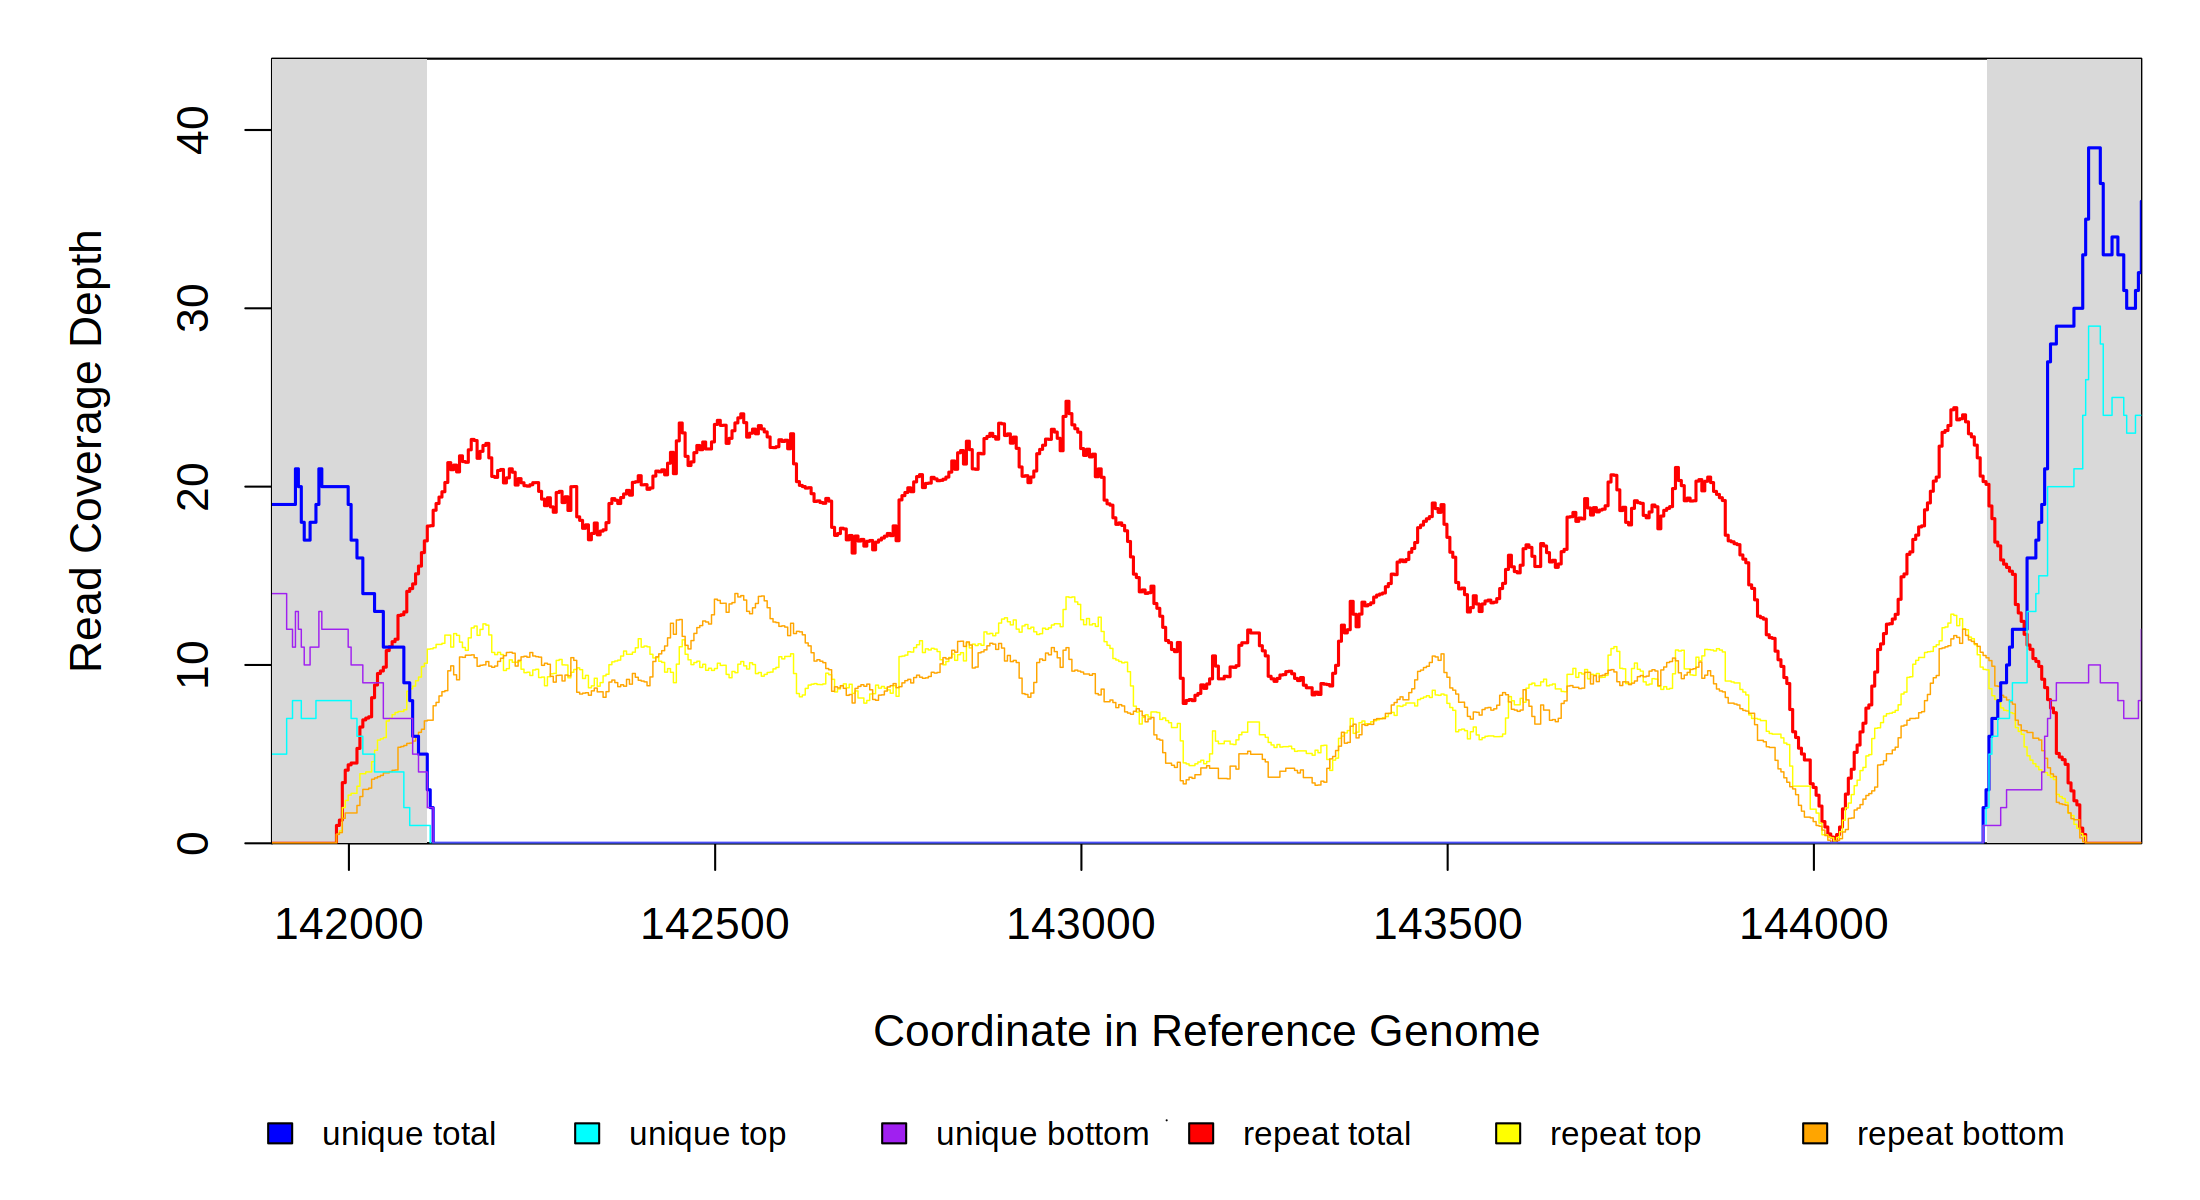 40
30
20
10
0
Read Coverage Depth
142000 142500 143000 143500 144000
Coordinate in Reference Genome
unique total unique top unique bottom repeat total repeat top repeat bottom